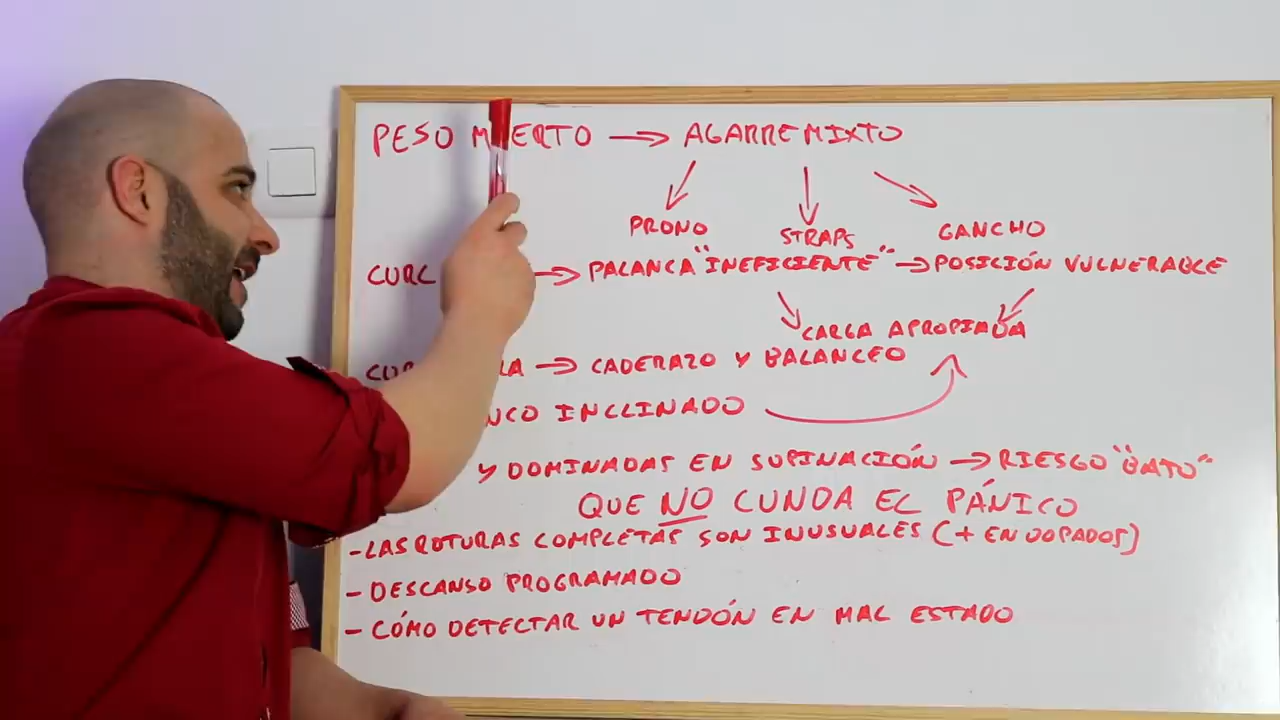 PESO MUERTO → AGARRE MIXTO
PRONO STRAPS GANCHO
CURL → PALANCA "INEFICIENTE" → POSICIÓN VULNERABLE
CARGA APROPIADA
→ CADERAZO Y BALANCEO
INCLINADO
Y DOMINADAS EN SUPINACIÓN → RIESGO "BAJO"
QUE NO CUNDA EL PÁNICO
- LAS ROTURAS COMPLETAS SON INUSUALES (+ EN DOPADOS)
- DESCANSO PROGRAMADO
- CÓMO DETECTAR UN TENDÓN EN MAL ESTADO